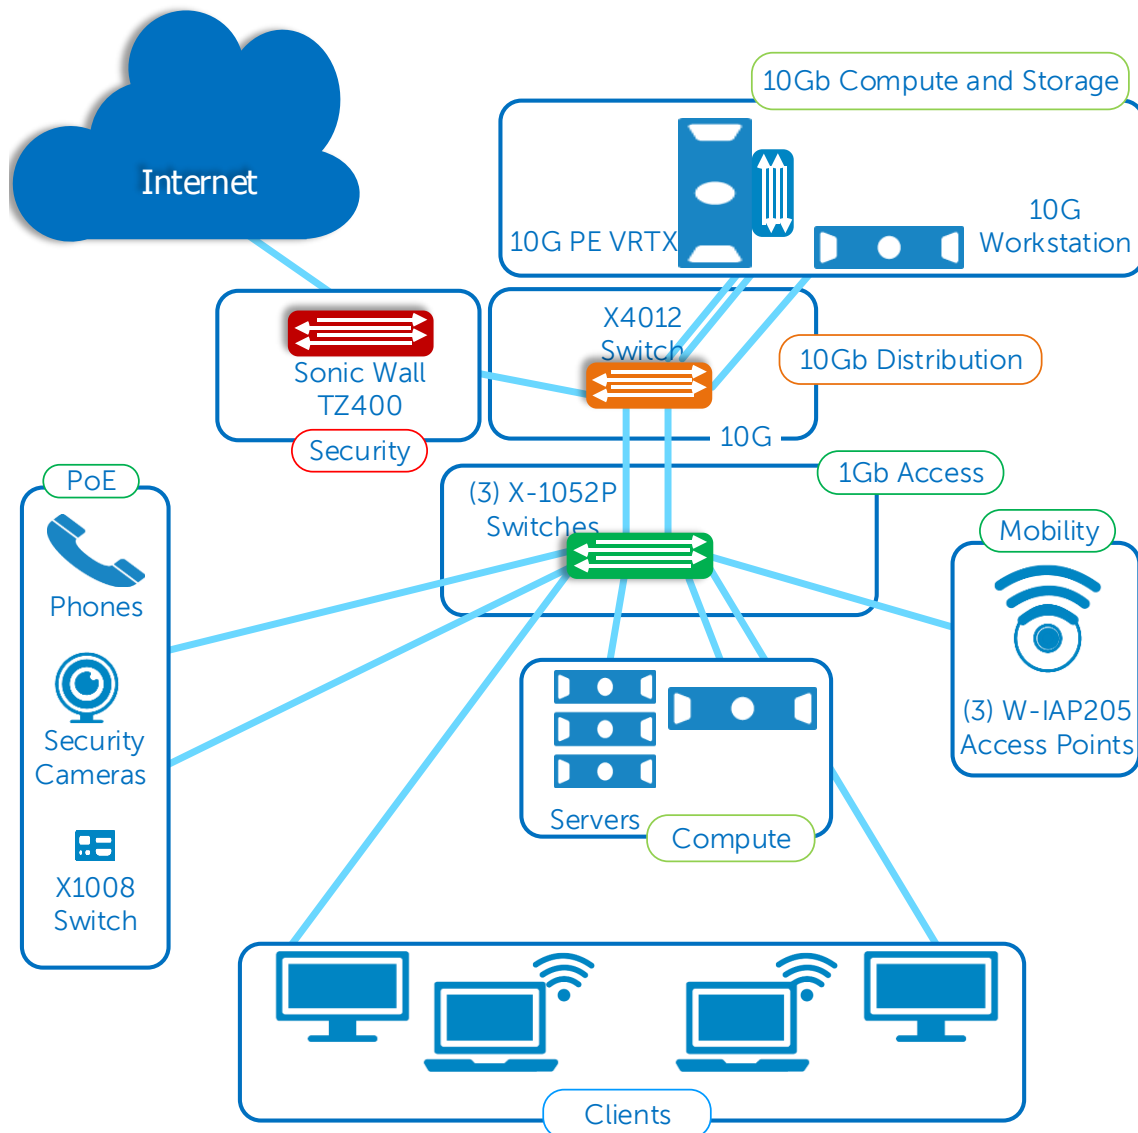 10Gb Compute and Storage
Internet
10G PE VRTX
10G
Workstation
X4012
Switch
10Gb Distribution
Sonic Wall
TZ400
Security
10G
1Gb Access
(3) X-1052P
Switches
PoE
Phones
Security
Cameras
X1008
Switch
Mobility
(3) W-IAP205
Access Points
Servers
Compute
Clients